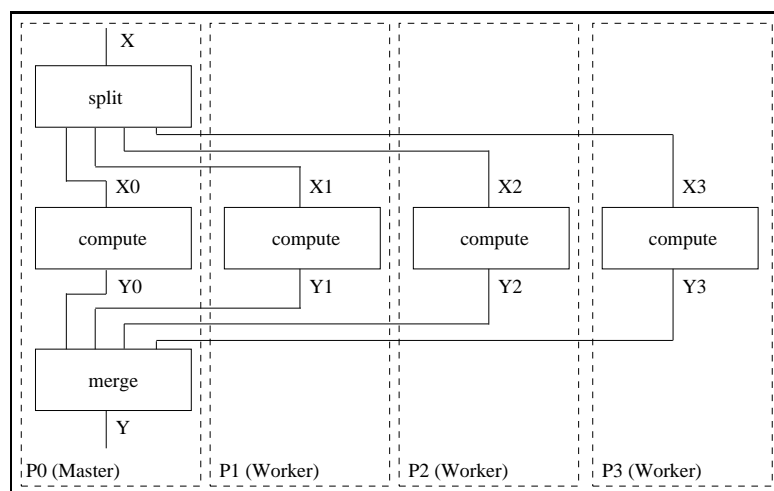 X
split
X0 X1 X2 X3
compute compute compute compute
Y0 Y1 Y2 Y3
merge
Y
P0 (Master) P1 (Worker) P2 (Worker) P3 (Worker)